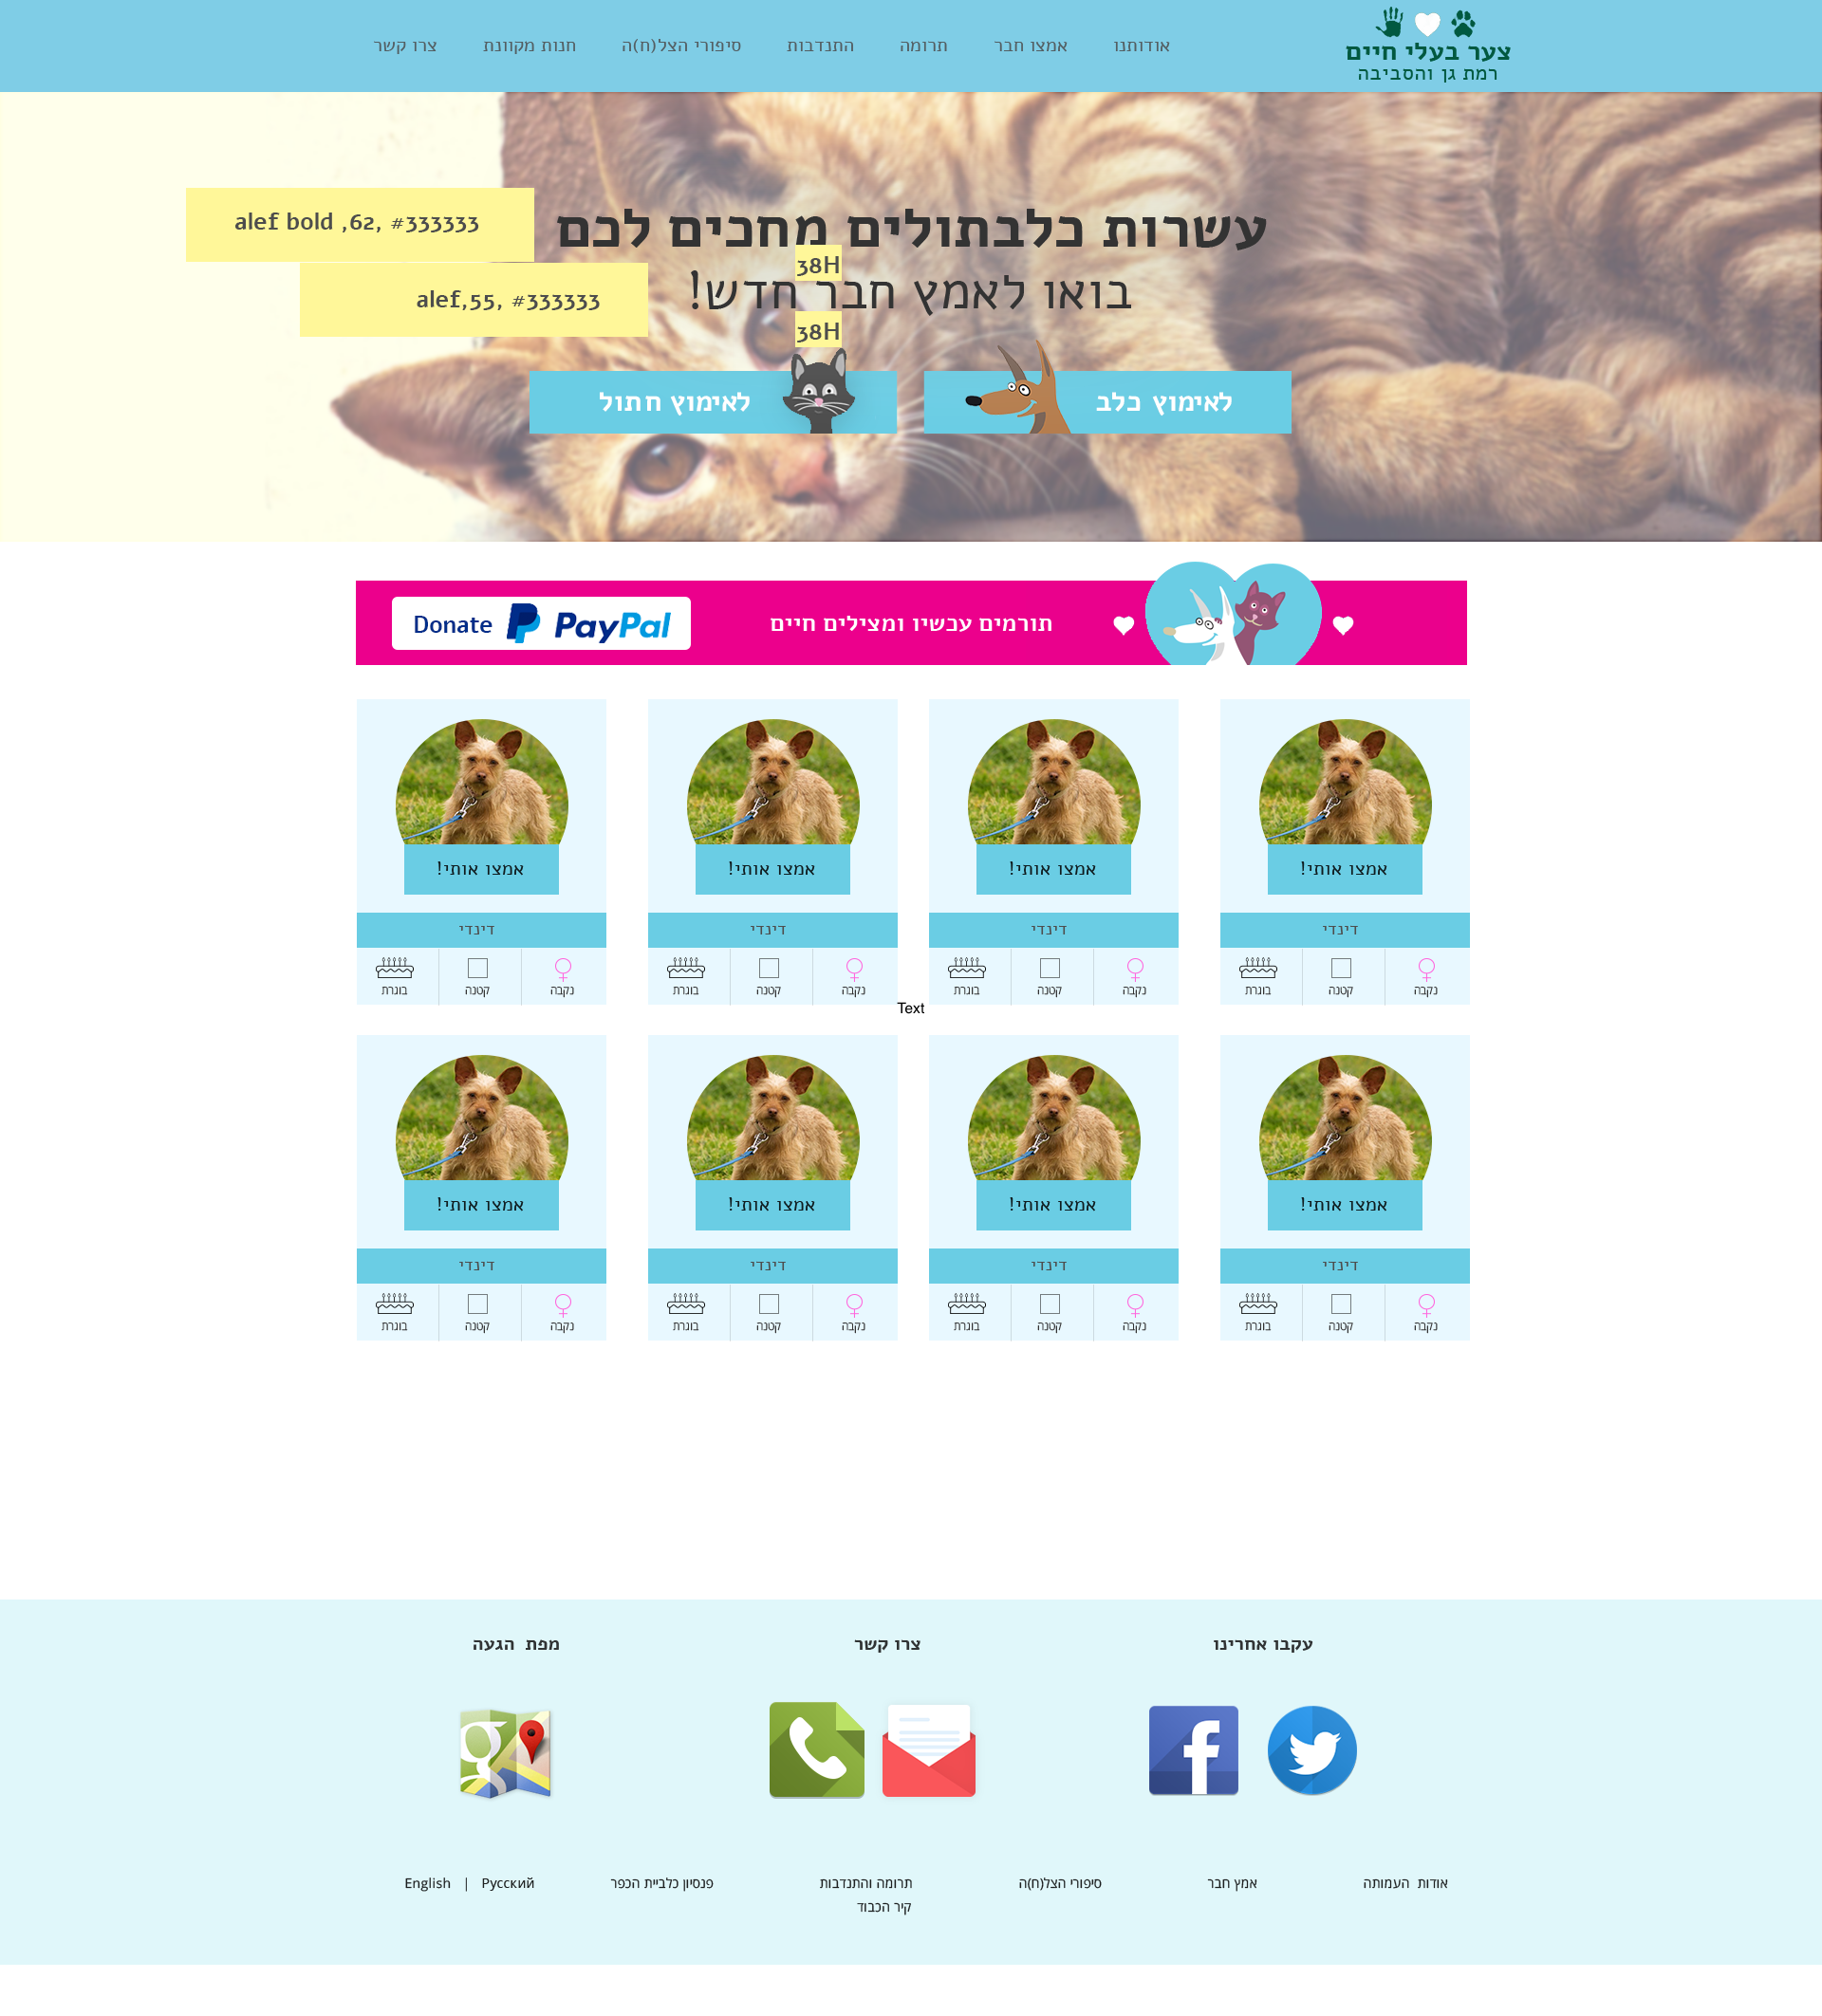 צער בעלי חיים
רמת גן והסביבה
אודותנו
אמצו חבר
תרומה
התנדבות
סיפורי הצל(ח)ה
חנות מקוונת
צרו קשר
עשרות כלבתולים מחכים לכם
alef bold ,62, #333333
38H
בואו לאמץ חבר חדש!
alef,55, #333333
38H
לאימוץ כלב
לאימוץ חתול
תורמים עכשיו ומצילים חיים
Donate PayPal
אמצו אותי!
אמצו אותי!
אמצו אותי!
אמצו אותי!
דינדי
דינדי
דינדי
דינדי
נקבה
קטנה
בוגרת
נקבה
קטנה
בוגרת
נקבה
קטנה
בוגרת
נקבה
קטנה
בוגרת
Text
אמצו אותי!
אמצו אותי!
אמצו אותי!
אמצו אותי!
דינדי
דינדי
דינדי
דינדי
נקבה
קטנה
בוגרת
נקבה
קטנה
בוגרת
נקבה
קטנה
בוגרת
נקבה
קטנה
בוגרת
עקבו אחרינו
צרו קשר
מפת הגעה
אודות העמותה
אמץ חבר
סיפורי הצל(ח)ה
תרומה והתנדבות
קיר הכבוד
פנסיון כלביית הכפר
English | Русский